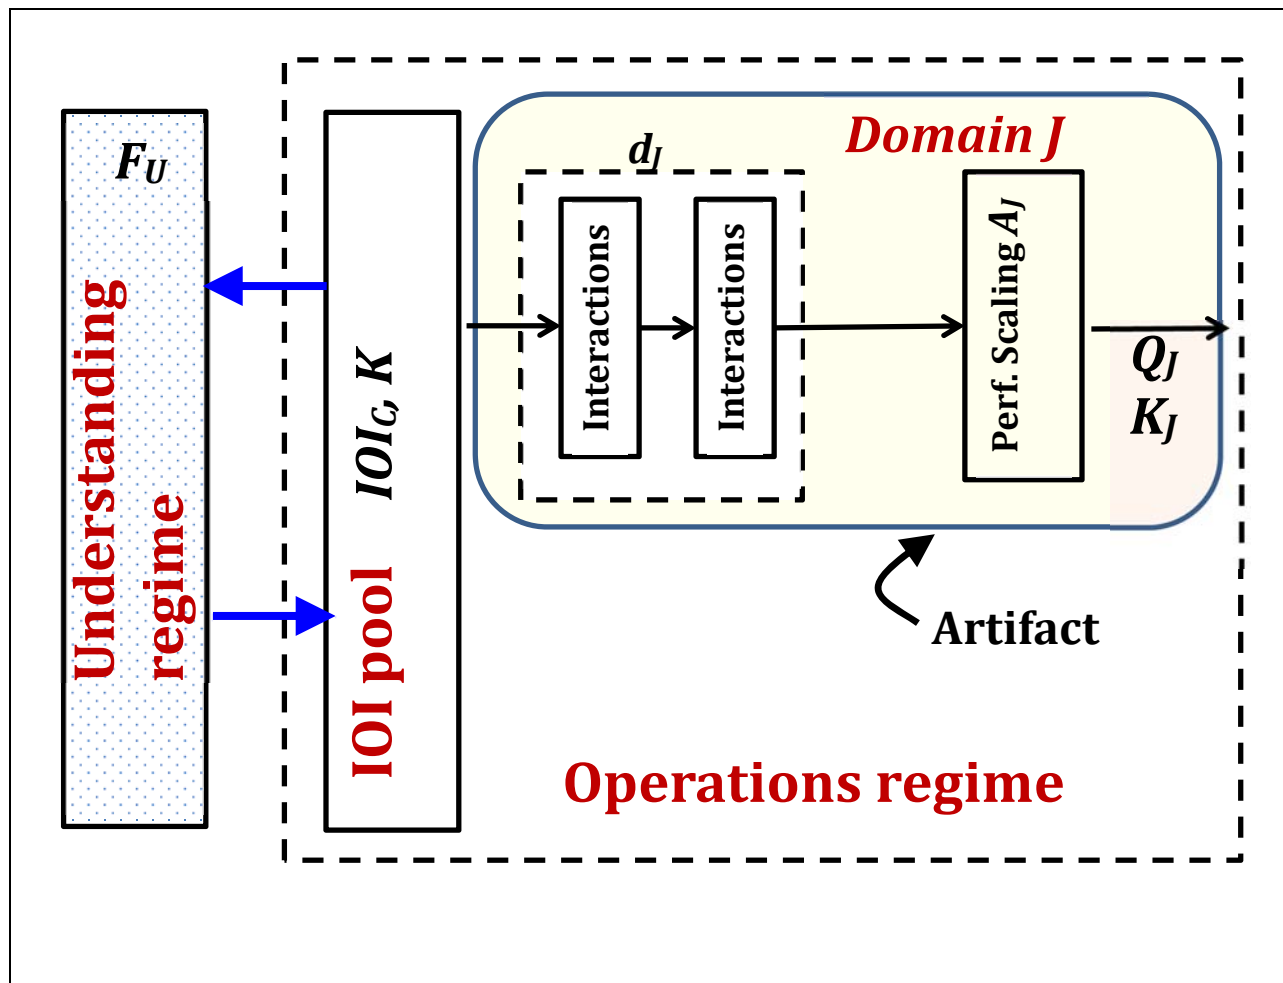 F_U
Understanding
regime
IOI_C, K
IOI pool
d_J
Interactions
Interactions
Domain J
Perf. Scaling A_J
Q_J
K_J
Artifact
Operations regime